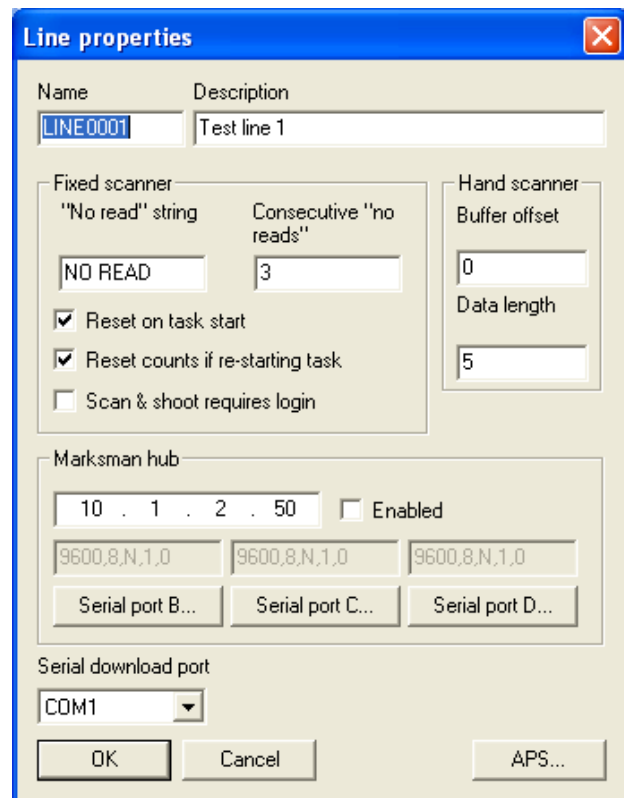 Line properties
Name Description
LINE0001 Test line 1
Fixed scanner
"No read" string
Consecutive "no reads"
NO READ
3
Reset on task start
Reset counts if re-starting task
Scan & shoot requires login
Hand scanner
Buffer offset
0
Data length
5
Marksman hub
10 . 1 . 2 . 50
Enabled
9600,8,N,1,0 9600,8,N,1,0 9600,8,N,1,0
Serial port B... Serial port C... Serial port D...
Serial download port
COM1
OK Cancel APS...